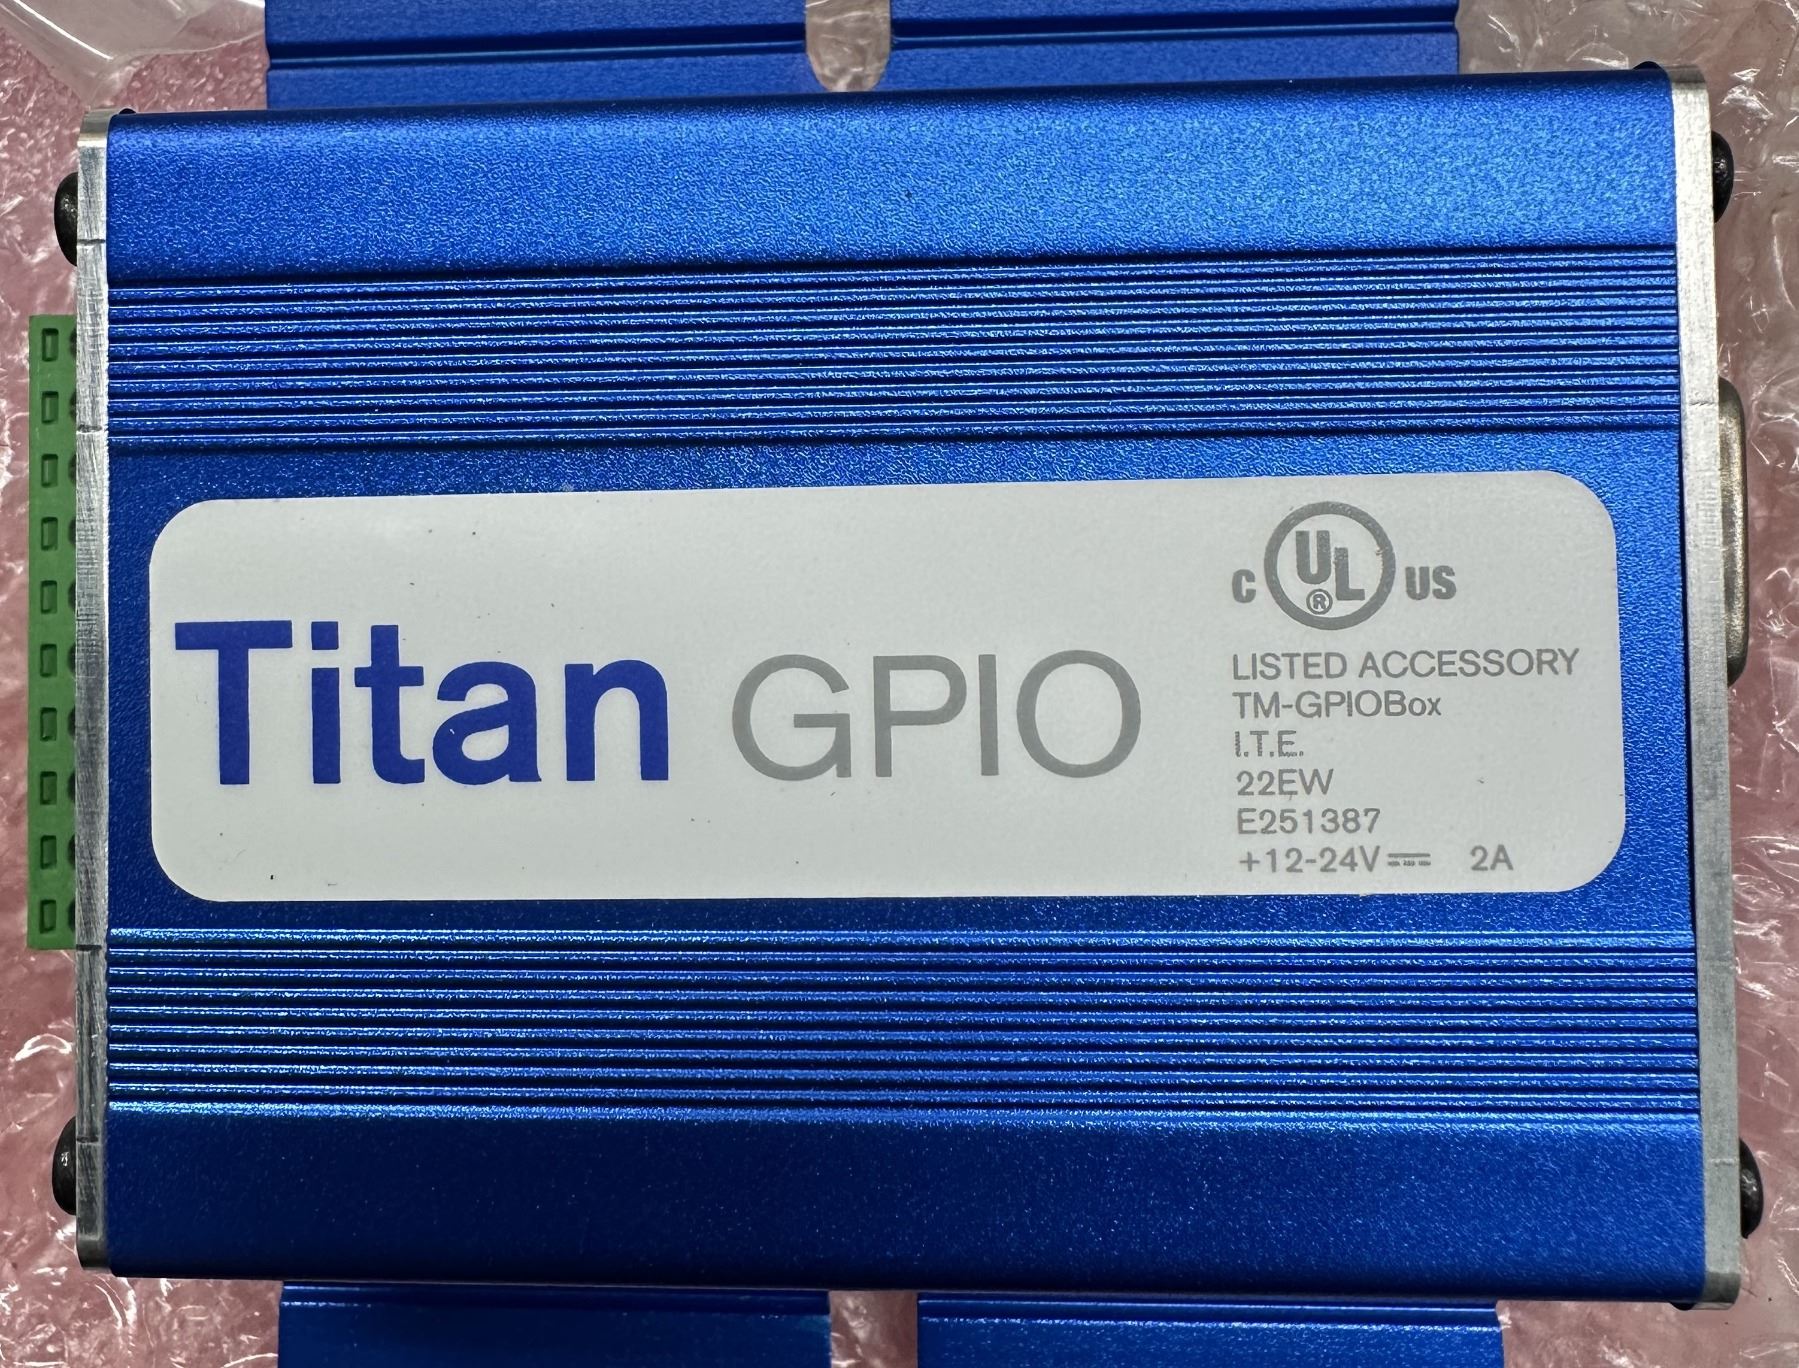 Titan GPIO
C UL® US
LISTED ACCESSORY
TM-GPIOBox
I.T.E.
22EW
E251387
+12-24V⎓ 2A